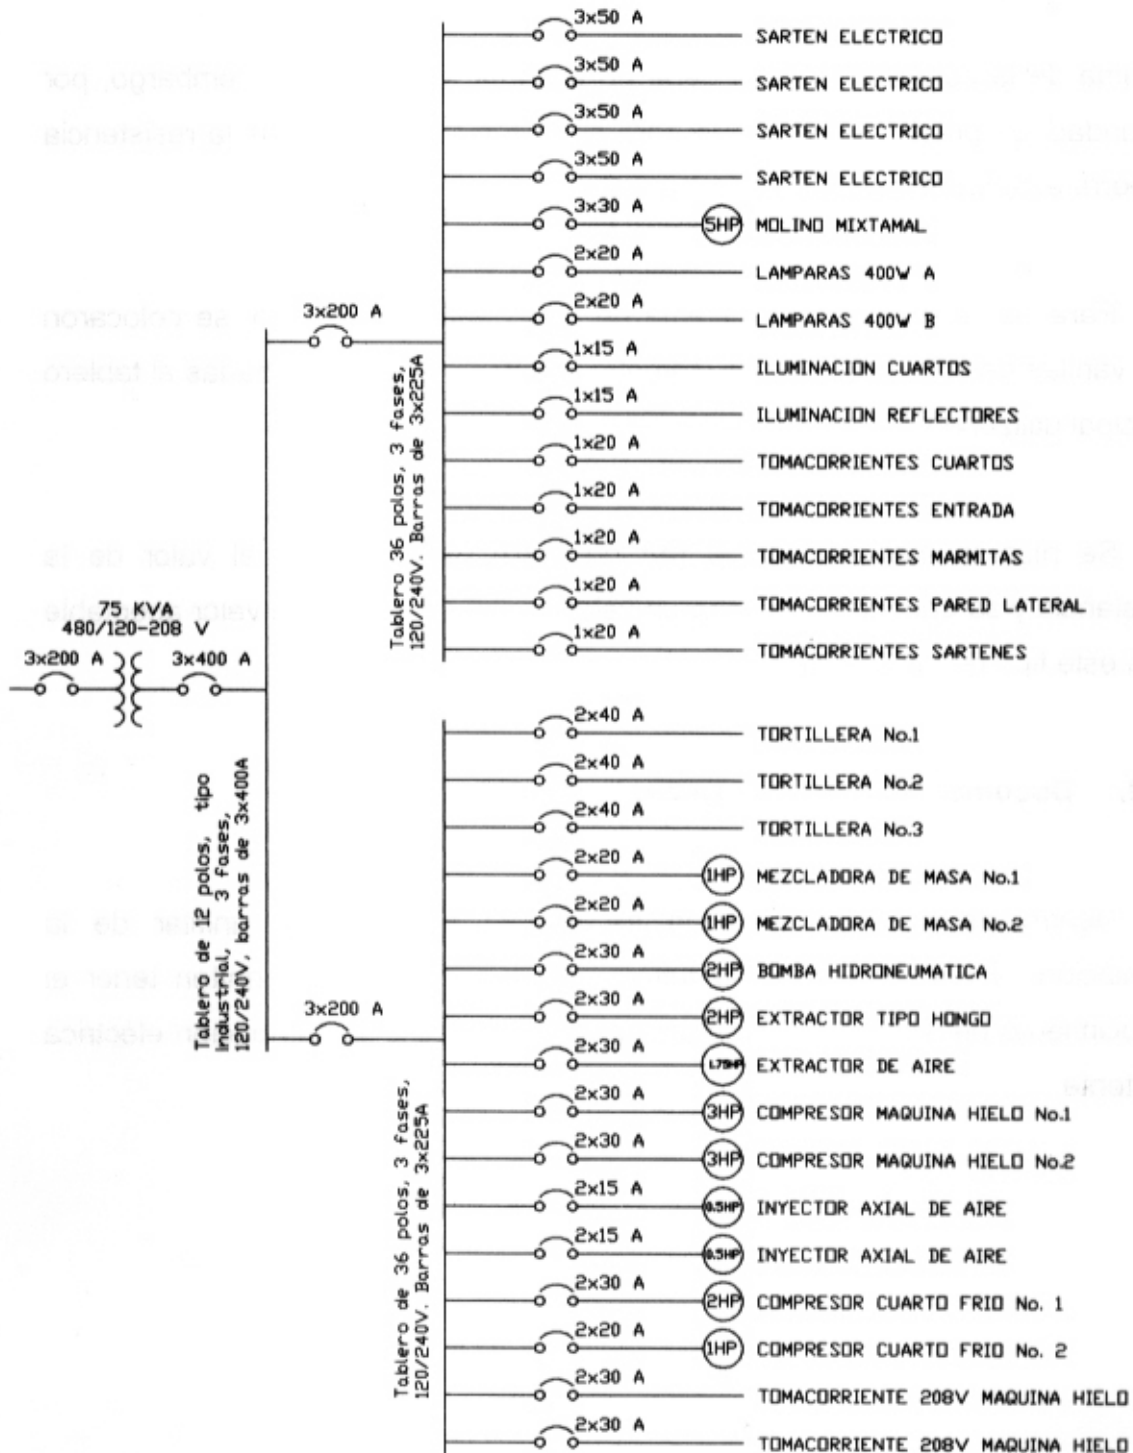 3x50 A
SARTEN ELECTRICO
3x50 A
SARTEN ELECTRICO
3x50 A
SARTEN ELECTRICO
3x50 A
SARTEN ELECTRICO
3x30 A
5HP MOLINO MIXTAMAL
2x20 A
LAMPARAS 400W A
2x20 A
LAMPARAS 400W B
1x15 A
ILUMINACION CUARTOS
1x15 A
ILUMINACION REFLECTORES
1x20 A
TOMACORRIENTES CUARTOS
1x20 A
TOMACORRIENTES ENTRADA
1x20 A
TOMACORRIENTES MARMITAS
1x20 A
TOMACORRIENTES PARED LATERAL
1x20 A
TOMACORRIENTES SARTENES
3x200 A
Tablero 36 polos, 3 fases,
120/240V. Barras de 3x225A
75 KVA
480/120-208 V
3x200 A
3x400 A
Tablero de 12 polos, tipo
Industrial, 3 fases,
120/240V, barras de 3x400A
3x200 A
Tablero de 36 polos, 3 fases,
120/240V. Barras de 3x225A
2x40 A
TORTILLERA No.1
2x40 A
TORTILLERA No.2
2x40 A
TORTILLERA No.3
2x20 A
1HP MEZCLADORA DE MASA No.1
2x20 A
1HP MEZCLADORA DE MASA No.2
2x30 A
2HP BOMBA HIDRONEUMATICA
2x30 A
2HP EXTRACTOR TIPO HONGO
2x30 A
1.75HP EXTRACTOR DE AIRE
2x30 A
3HP COMPRESOR MAQUINA HIELO No.1
2x30 A
3HP COMPRESOR MAQUINA HIELO No.2
2x15 A
0.5HP INYECTOR AXIAL DE AIRE
2x15 A
0.5HP INYECTOR AXIAL DE AIRE
2x30 A
2HP COMPRESOR CUARTO FRIO No. 1
2x20 A
1HP COMPRESOR CUARTO FRIO No. 2
2x30 A
TOMACORRIENTE 208V MAQUINA HIELO
2x30 A
TOMACORRIENTE 208V MAQUINA HIELO